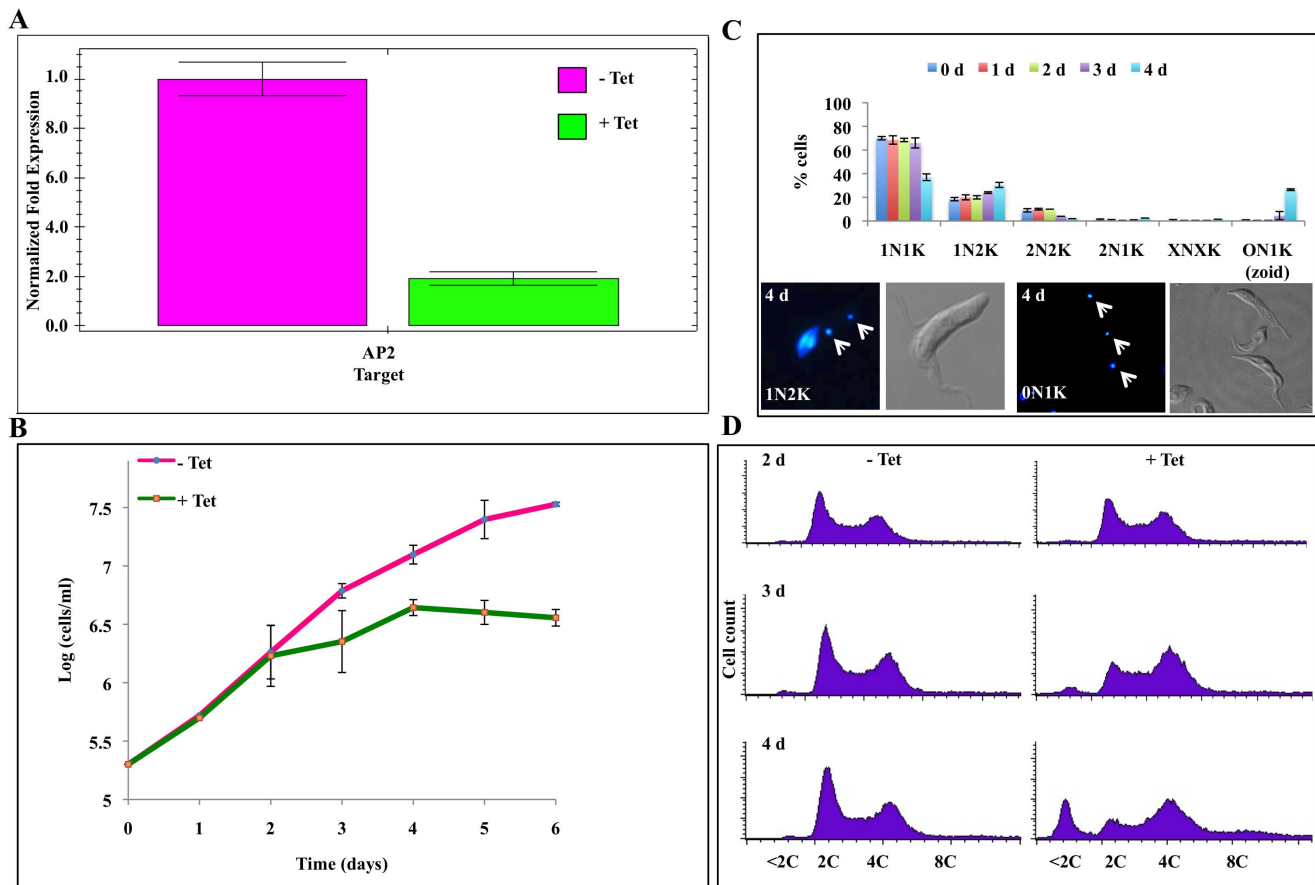 A
1.0
8.0
6.0
4.0
2.0
0.0
Normalized Fold Expression
- Tet
+ Tet
AP2
Target
B
- Tet
+ Tet
7.5
7
6.5
6
5.5
5
Log (cells/ml)
0 1 2 3 4 5 6
Time (days)
C
0 d 1 d 2 d 3 d 4 d
100
80
60
40
20
0
% cells
1N1K 1N2K 2N2K 2N1K XNXK ON1K
(zoid)
4 d
1N2K
4 d
0N1K
D
2 d - Tet + Tet
3 d
Cell count
4 d
<2C 2C 4C 8C <2C 2C 4C 8C